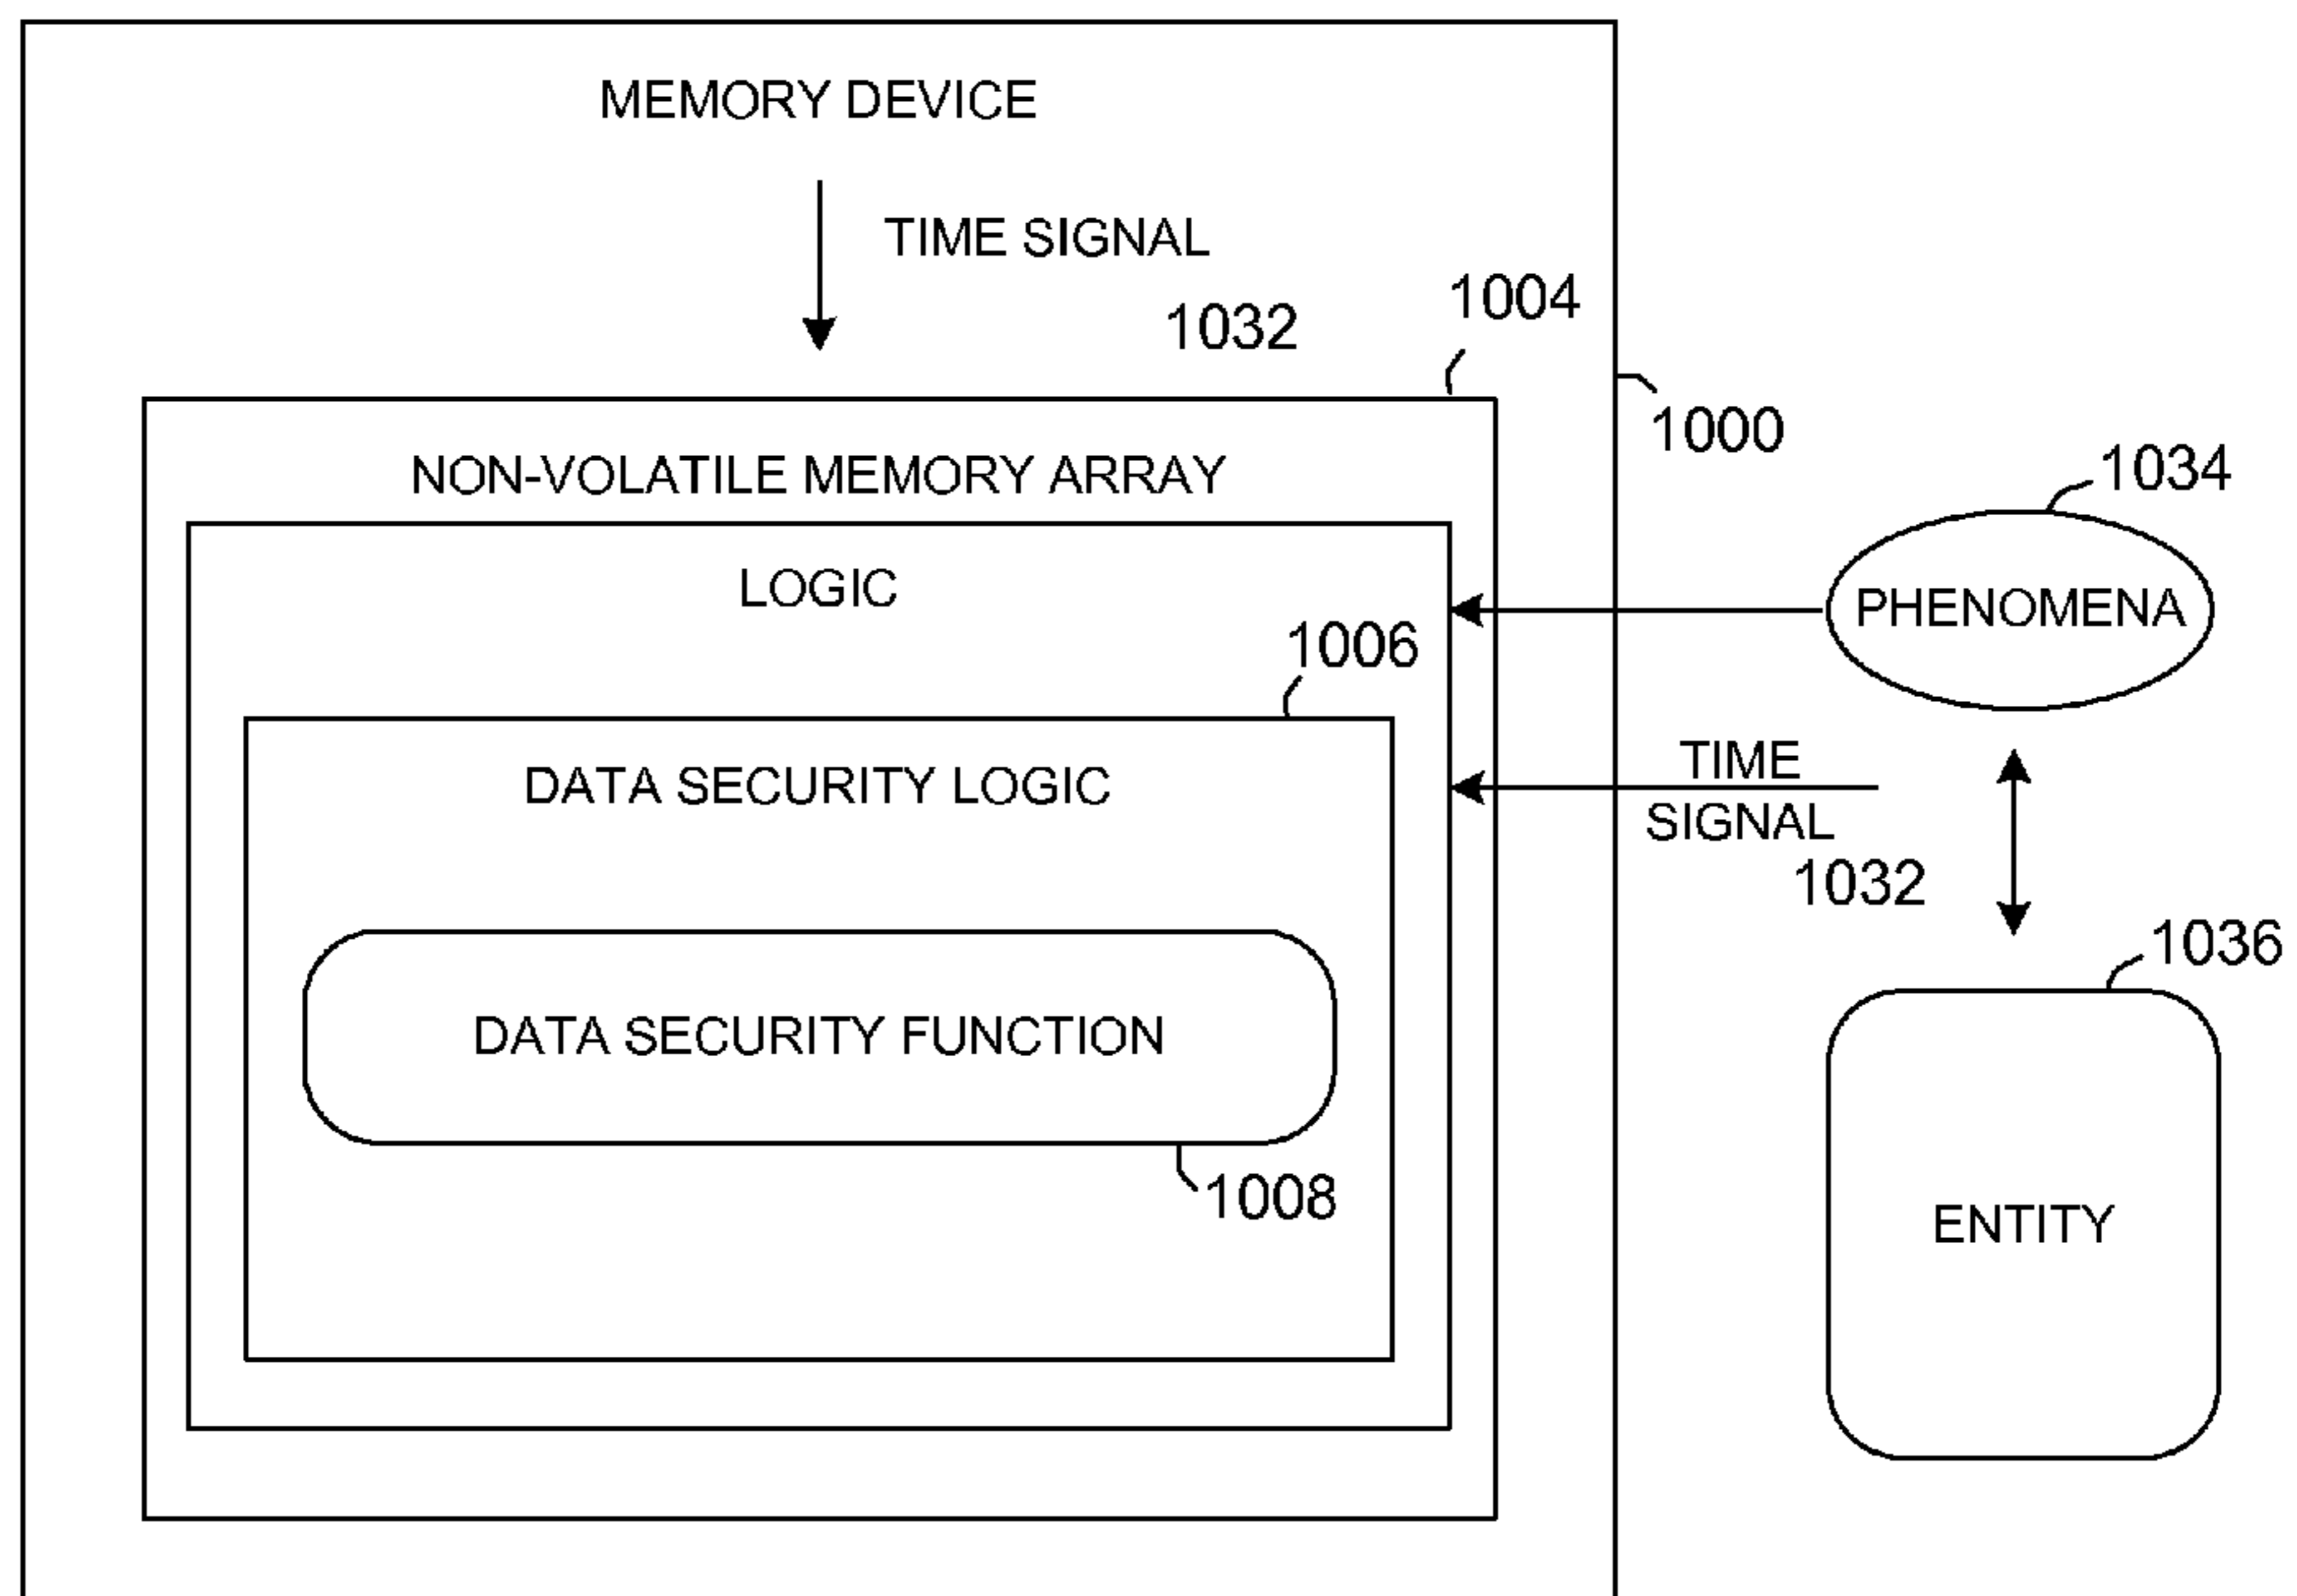 MEMORY DEVICE
TIME SIGNAL
1032
1004
1000
NON-VOLATILE MEMORY ARRAY
1034
LOGIC
PHENOMENA
1006
DATA SECURITY LOGIC
TIME
SIGNAL
1032
1036
DATA SECURITY FUNCTION
1008
ENTITY